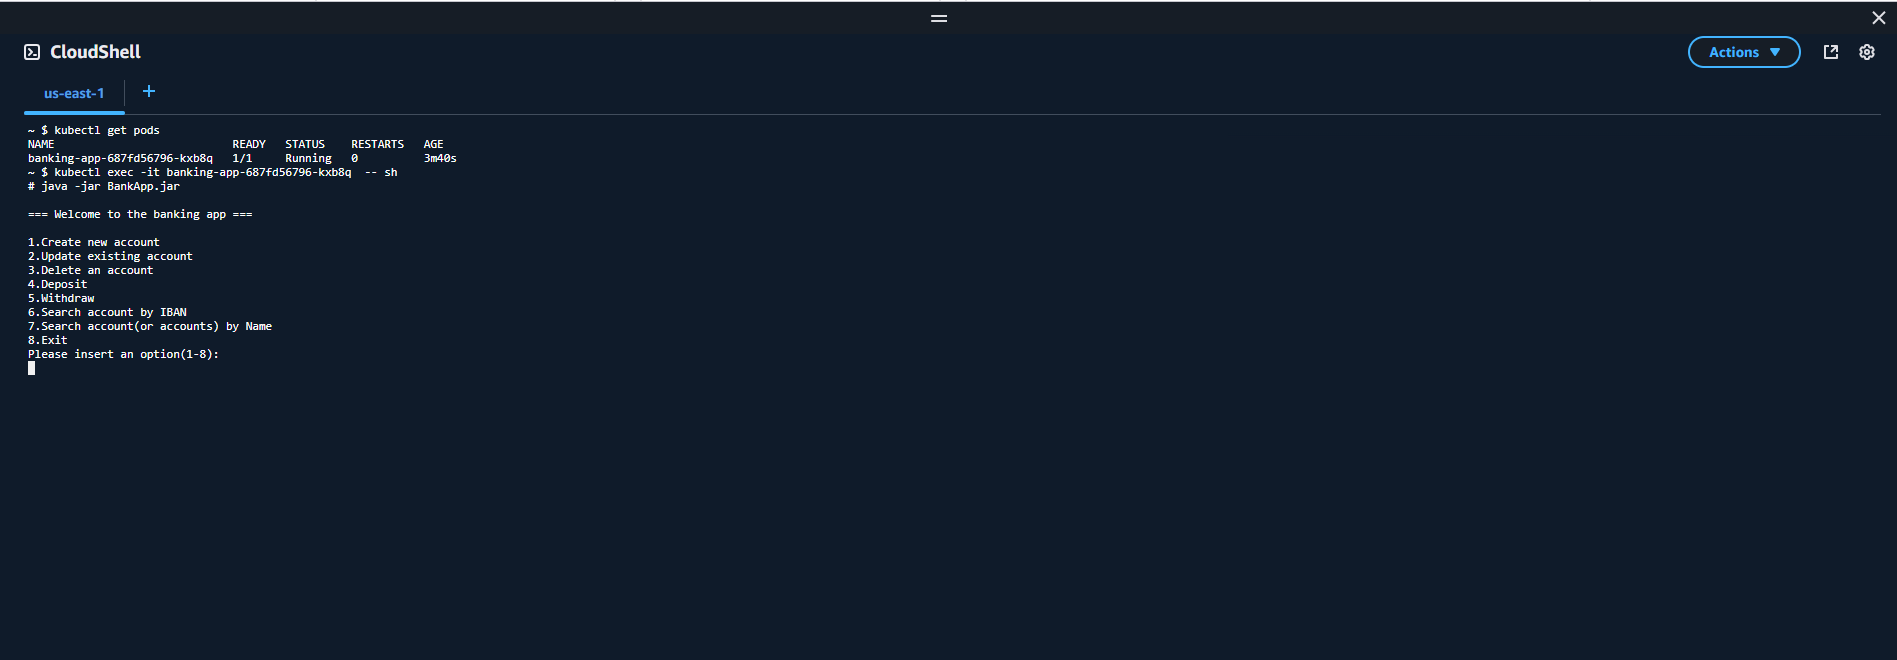 CloudShell
Actions
us-east-1
~ $ kubectl get pods
NAME READY STATUS RESTARTS AGE
banking-app-687fd56796-kxb8q 1/1 Running 0 3m40s
~ $ kubectl exec -it banking-app-687fd56796-kxb8q -- sh
# java -jar BankApp.jar
=== Welcome to the banking app ===
1.Create new account
2.Update existing account
3.Delete an account
4.Deposit
5.Withdraw
6.Search account by IBAN
7.Search account(or accounts) by Name
8.Exit
Please insert an option(1-8):